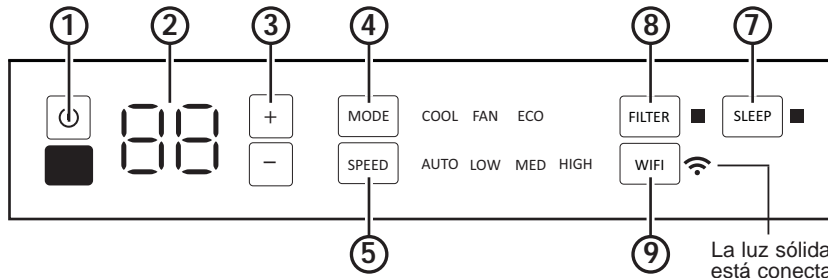 1 2 3 4 8 7
88
+
MODE COOL FAN ECO
FILTER SLEEP
−
SPEED AUTO LOW MED HIGH
WIFI
5 9
La luz sólida
está conecta